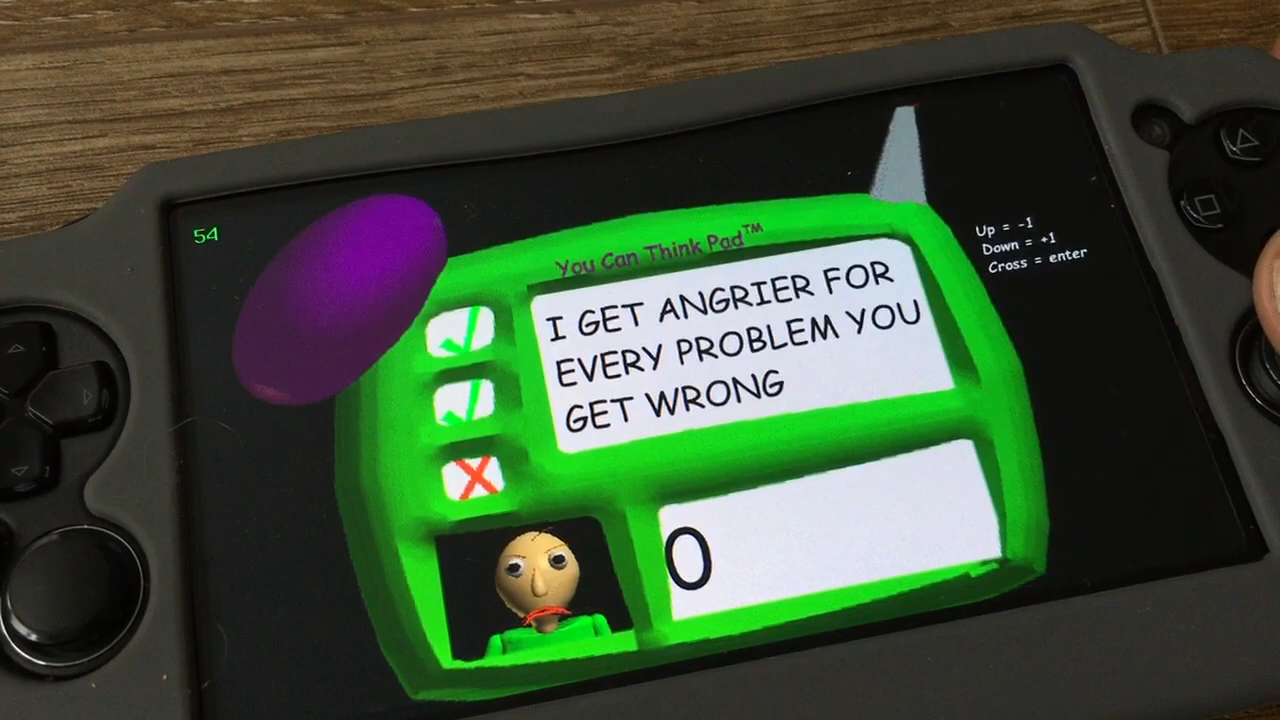 54
You Can Think Pad™
I GET ANGRIER FOR
EVERY PROBLEM YOU
GET WRONG
0
Up = -1
Down = +1
Cross = enter